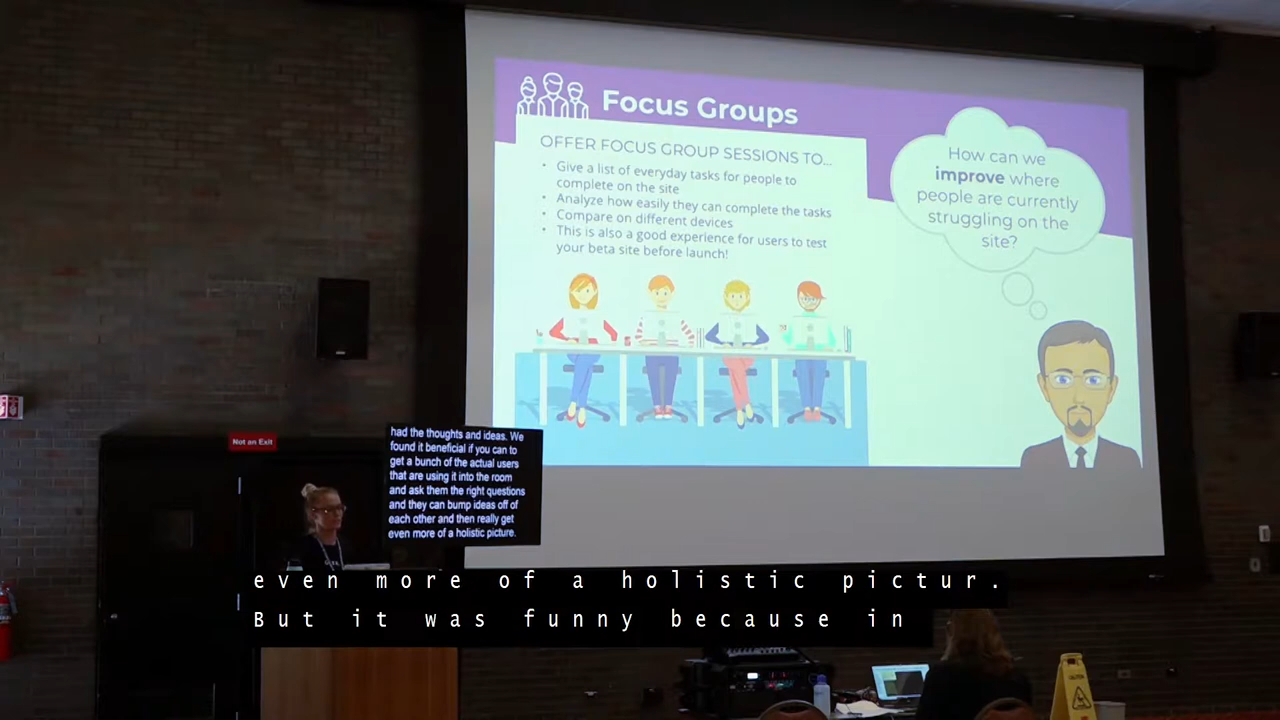 Focus Groups
OFFER FOCUS GROUP SESSIONS TO...
• Give a list of everyday tasks for people to
complete on the site
• Analyze how easily they can complete the tasks
• Compare on different devices
• This is also a good experience for users to test
your beta site before launch!
How can we
improve where
people are currently
struggling on the
site?
Not an Exit
had the thoughts and ideas. We
found it beneficial if you can to
get a bunch of the actual users
that are using it into the room
and ask them the right questions
and they can bump ideas off of
each other and then really get
even more of a holistic picture.
even more of a holistic pictur.
But it was funny because in
CAUTION